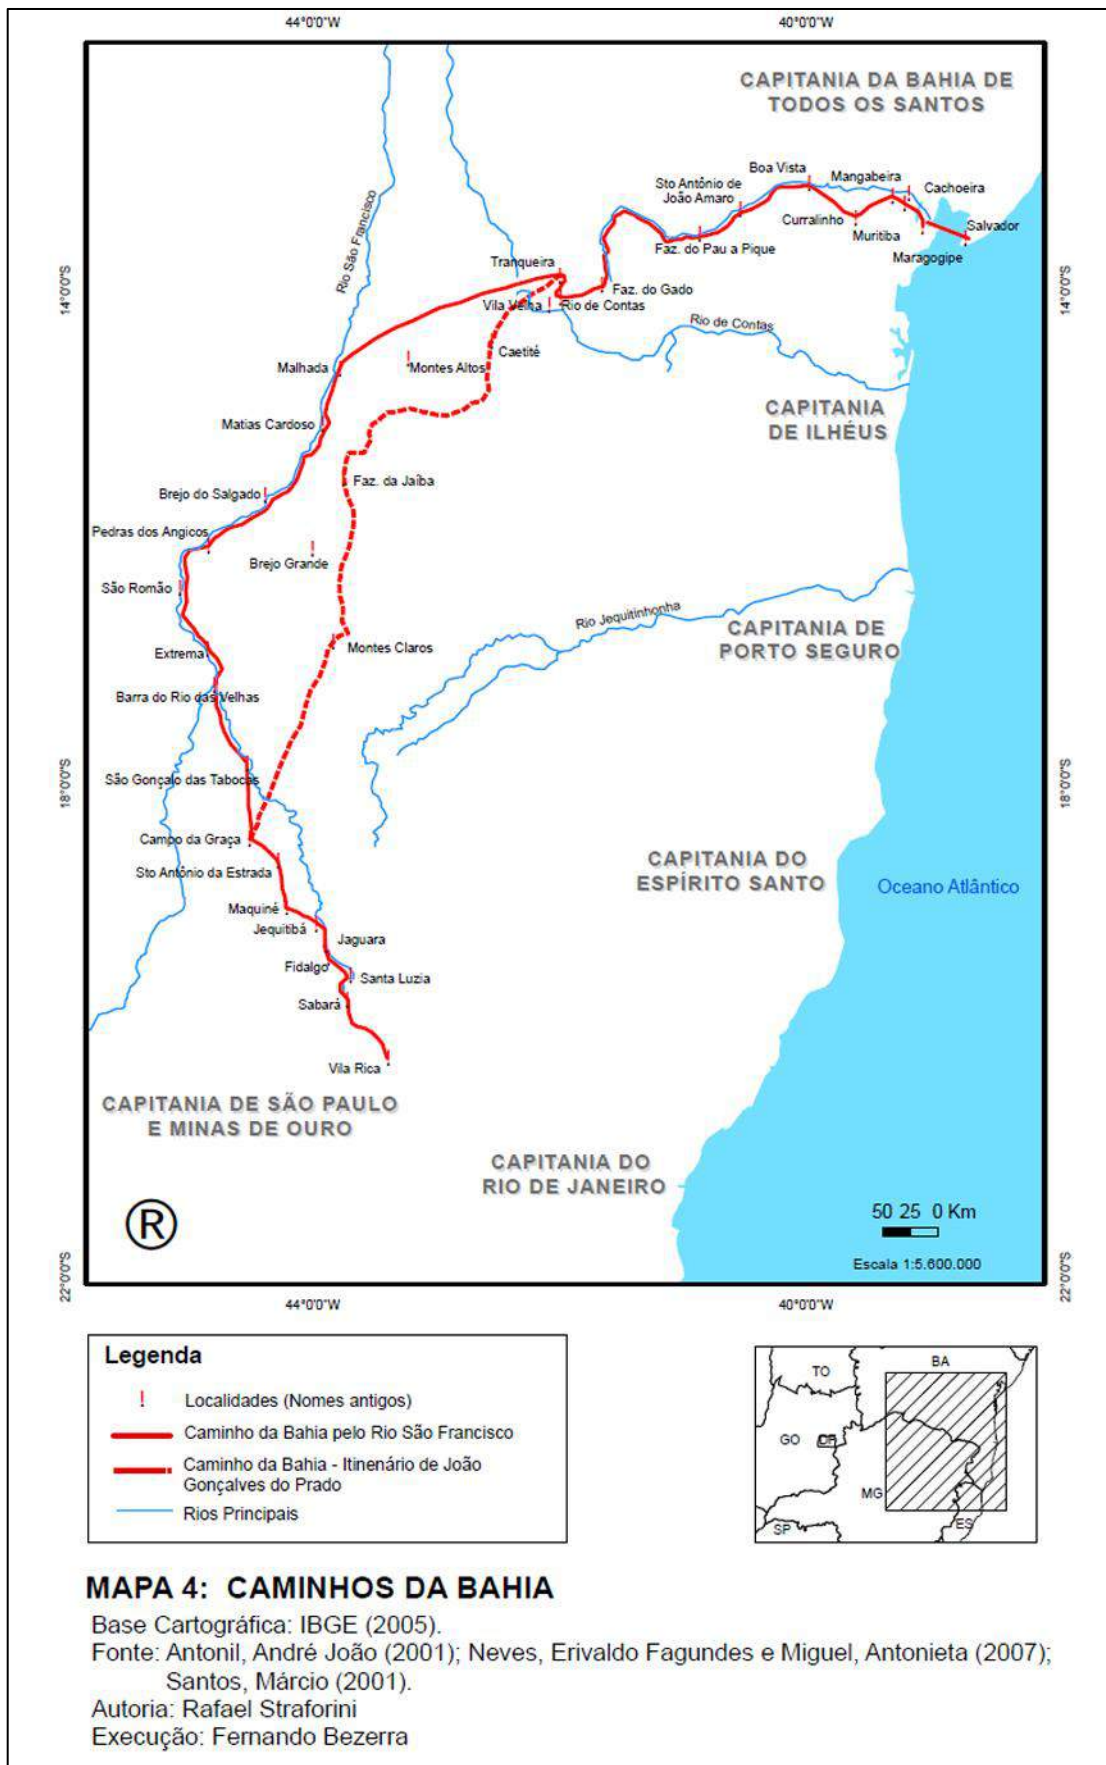 44°0'0"W
40°0'0"W
CAPITANIA DA BAHIA DE
TODOS OS SANTOS
Boa Vista
Mangabeira
Cachoeira
Sto Antônio de
João Amaro
Curralinho
Muritiba
Salvador
Maragogipe
Faz. do Pau a Pique
Rio São Francisco
Tranqueira
Faz. do Gado
14°0'0"S
14°0'0"S
Vila Velha
Rio de Contas
Rio de Contas
Caetité
Malhada
Montes Altos
Matias Cardoso
CAPITANIA
DE ILHÉUS
Faz. da Jaíba
Brejo do Salgado
Pedras dos Angicos
Brejo Grande
São Romão
Rio Jequitinhonha
CAPITANIA DE
PORTO SEGURO
Extrema
Montes Claros
Barra do Rio das Velhas
18°0'0"S
18°0'0"S
São Gonçalo das Tabocas
Campo da Graça
Sto Antônio da Estrada
CAPITANIA DO
ESPÍRITO SANTO
Oceano Atlântico
Maquiné
Jequitibá
Jaguara
Fidalgo
Santa Luzia
Sabará
Vila Rica
CAPITANIA DE SÃO PAULO
E MINAS DE OURO
CAPITANIA DO
RIO DE JANEIRO
R
50 25 0 Km
Escala 1:5.600.000
22°0'0"S
22°0'0"S
44°0'0"W
40°0'0"W
Legenda
! Localidades (Nomes antigos)
Caminho da Bahia pelo Rio São Francisco
Caminho da Bahia - Itinenário de João
Gonçalves do Prado
Rios Principais
BA
TO
GO
DF
MG
ES
SP
MAPA 4: CAMINHOS DA BAHIA
Base Cartográfica: IBGE (2005).
Fonte: Antonil, André João (2001); Neves, Erivaldo Fagundes e Miguel, Antonieta (2007);
Santos, Márcio (2001).
Autoria: Rafael Straforini
Execução: Fernando Bezerra